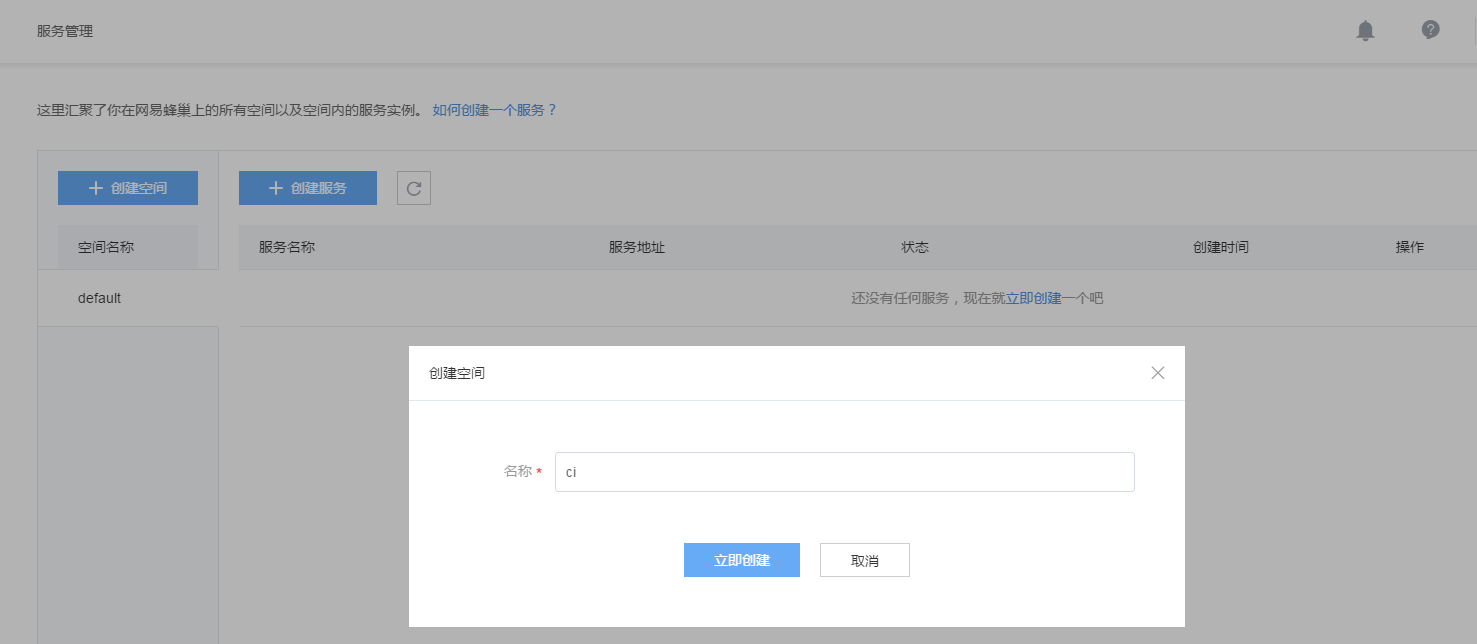 服务管理
这里汇聚了你在网易蜂巢上的所有空间以及空间内的服务实例。 如何创建一个服务？
创建空间 创建服务
空间名称 服务名称 服务地址 状态 创建时间 操作
default 还没有任何服务，现在就立即创建一个吧
创建空间
名称 * ci
立即创建 取消